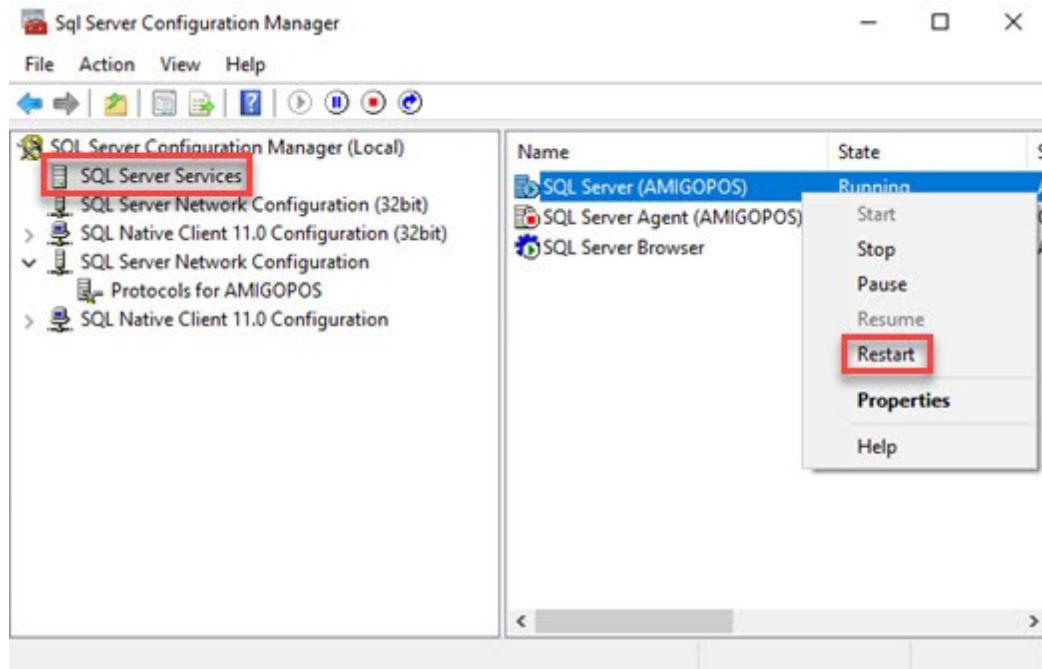 Sql Server Configuration Manager
File Action View Help
SQL Server Configuration Manager (Local)
SQL Server Services
SQL Server Network Configuration (32bit)
SQL Native Client 11.0 Configuration (32bit)
SQL Server Network Configuration
Protocols for AMIGOPOS
SQL Native Client 11.0 Configuration
Name State
SQL Server (AMIGOPOS) Running
SQL Server Agent (AMIGOPOS)
SQL Server Browser
Start
Stop
Pause
Resume
Restart
Properties
Help